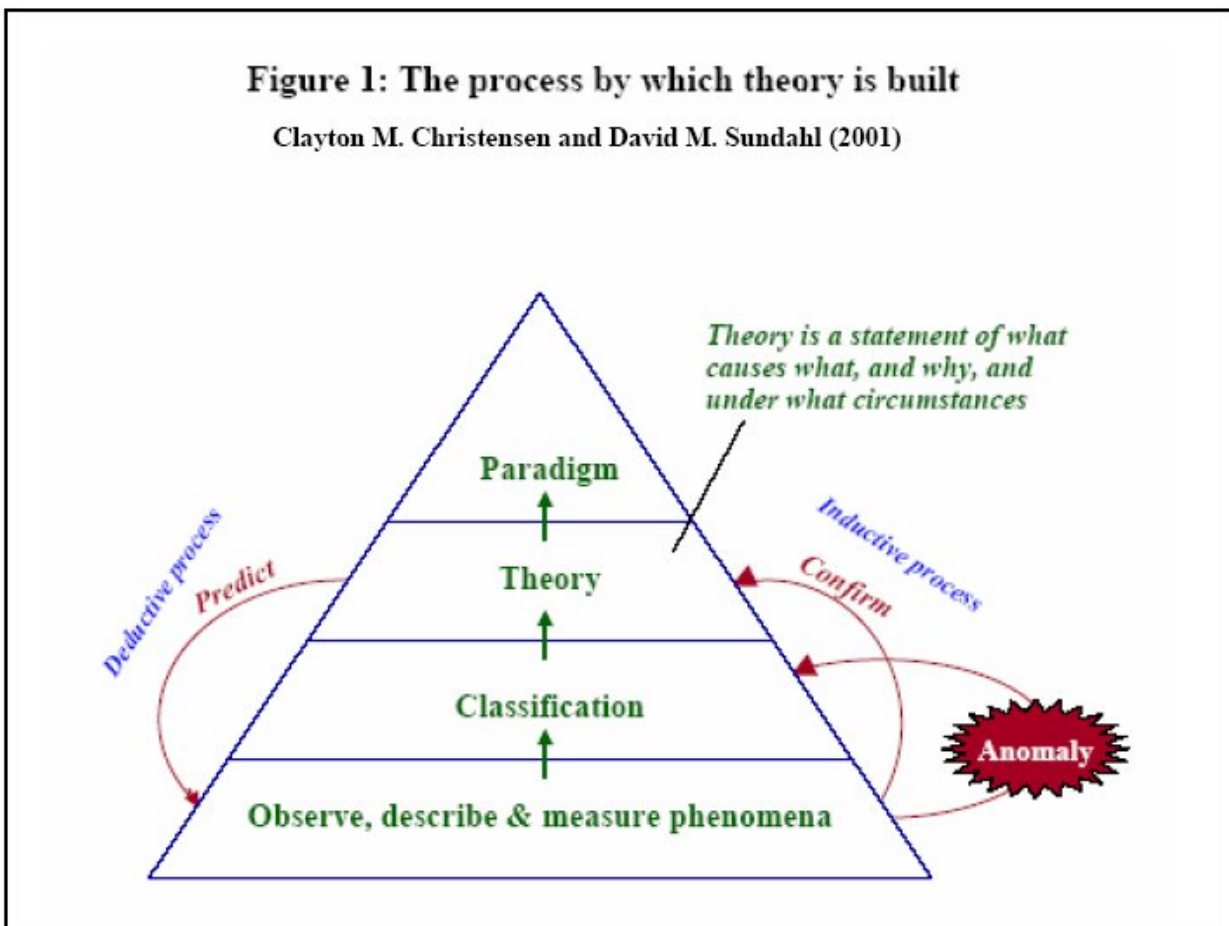 Figure 1: The process by which theory is built
Clayton M. Christensen and David M. Sundahl (2001)
Theory is a statement of what
causes what, and why, and
under what circumstances
Paradigm
Deductive process
Predict
Theory
Inductive process
Confirm
Classification
Anomaly
Observe, describe & measure phenomena